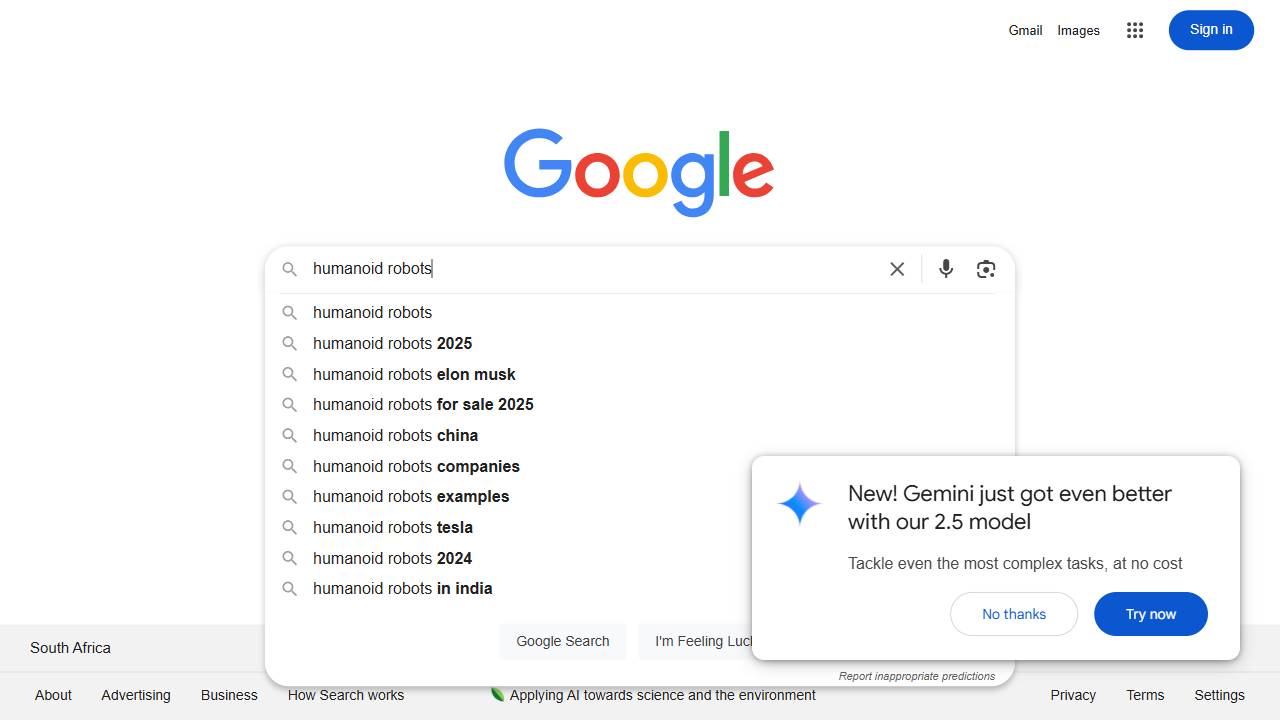 Gmail Images Sign in
Google
humanoid robots
humanoid robots
humanoid robots 2025
humanoid robots elon musk
humanoid robots for sale 2025
humanoid robots china
humanoid robots companies
humanoid robots examples
humanoid robots tesla
humanoid robots 2024
humanoid robots in india
New! Gemini just got even better
with our 2.5 model
Tackle even the most complex tasks, at no cost
No thanks Try now
Google Search I'm Feeling Luc
Report inappropriate predictions
South Africa
About Advertising Business How Search works Applying AI towards science and the environment Privacy Terms Settings